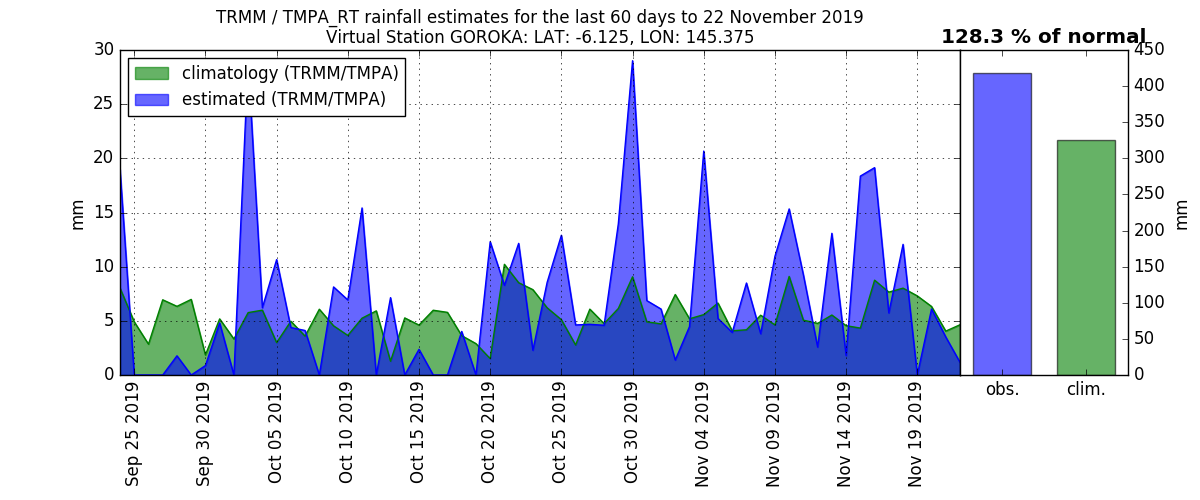 TRMM / TMPA_RT rainfall estimates for the last 60 days to 22 November 2019
Virtual Station GOROKA: LAT: -6.125, LON: 145.375
128.3 % of normal
climatology (TRMM/TMPA)
estimated (TRMM/TMPA)
mm
30
25
20
15
10
5
0
Sep 25 2019
Sep 30 2019
Oct 05 2019
Oct 10 2019
Oct 15 2019
Oct 20 2019
Oct 25 2019
Oct 30 2019
Nov 04 2019
Nov 09 2019
Nov 14 2019
Nov 19 2019
obs.
clim.
450
400
350
300
250
200
150
100
50
0
mm